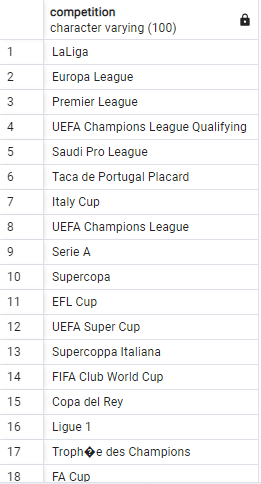 competition
character varying (100)
1 LaLiga
2 Europa League
3 Premier League
4 UEFA Champions League Qualifying
5 Saudi Pro League
6 Taca de Portugal Placard
7 Italy Cup
8 UEFA Champions League
9 Serie A
10 Supercopa
11 EFL Cup
12 UEFA Super Cup
13 Supercoppa Italiana
14 FIFA Club World Cup
15 Copa del Rey
16 Ligue 1
17 Troph�e des Champions
18 FA Cup